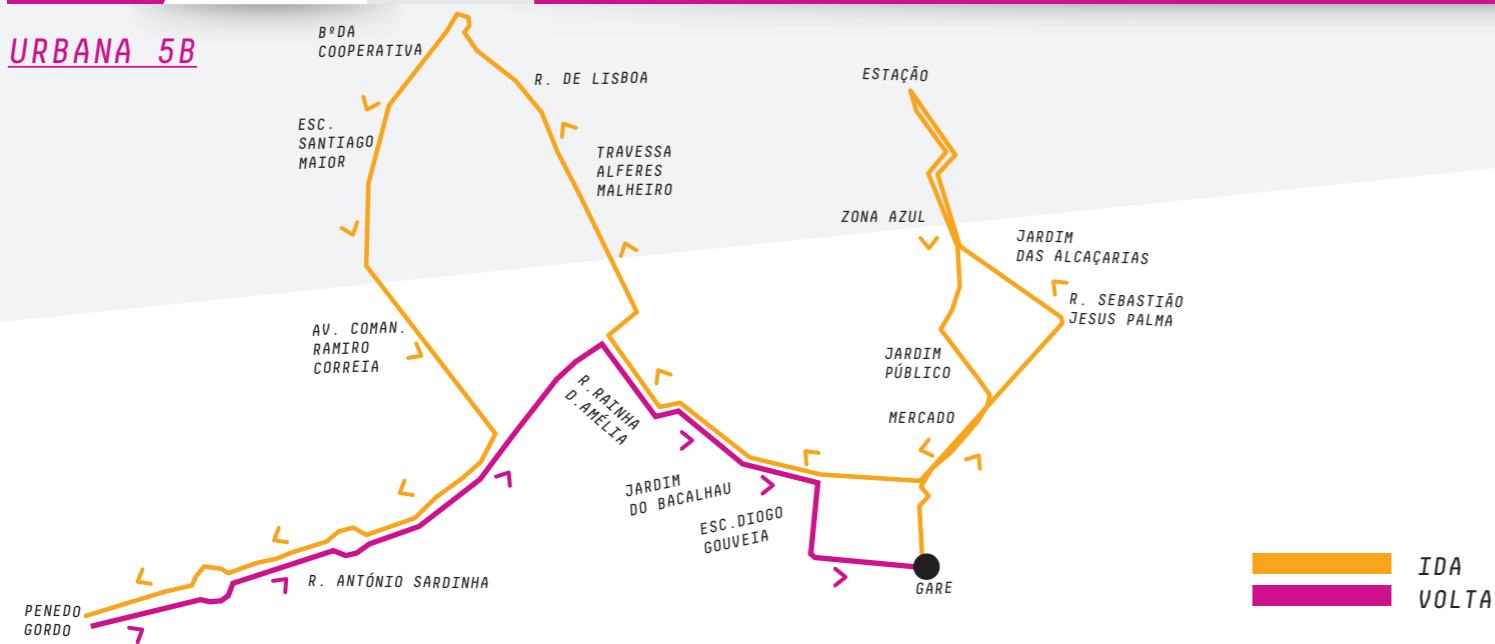 URBANA 5B
BºDA
COOPERATIVA
R. DE LISBOA
ESTAÇÃO
ESC.
SANTIAGO
MAIOR
TRAVESSA
ALFERES
MALHEIRO
ZONA AZUL
JARDIM
DAS ALCAÇARIAS
R. SEBASTIÃO
JESUS PALMA
AV. COMAN.
RAMIRO
CORREIA
JARDIM
PÚBLICO
R.RAINHA
D.AMÉLIA
MERCADO
JARDIM
DO BACALHAU
ESC.DIOGO
GOUVEIA
R. ANTÓNIO SARDINHA
GARE
PENEDO
GORDO
IDA
VOLTA